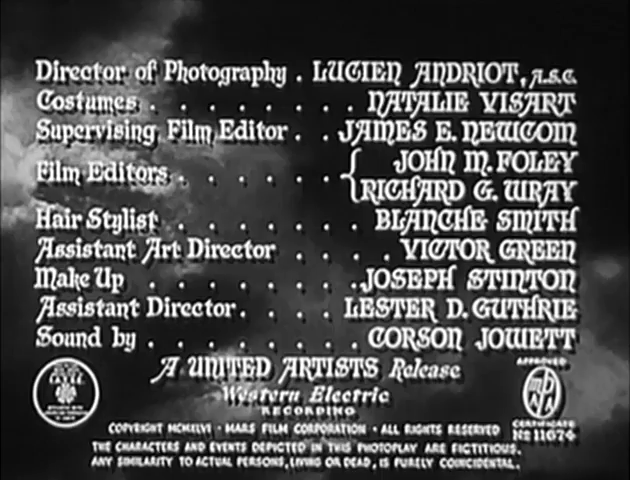 Director of Photography . LUCIEN ANDRIOT, A.S.C.
Costumes . . . . . . . . NATALIE VISART
Supervising Film Editor . . JAMES E. NEWCOM
Film Editors . . . . . . { JOHN M. FOLEY
RICHARD G. WRAY
Hair Stylist . . . . . . . BLANCHE SMITH
Assistant Art Director . . . . VICTOR GREEN
Make Up . . . . . . . . JOSEPH STINTON
Assistant Director . . . . LESTER D. GUTHRIE
Sound by . . . . . . . . CORSON JOWETT
A UNITED ARTISTS Release
Western Electric
RECORDING
I.A.T.S.E.
APPROVED
MPDAA
CERTIFICATE
No 11674
COPYRIGHT MCMXLVI · MARS FILM CORPORATION · ALL RIGHTS RESERVED
THE CHARACTERS AND EVENTS DEPICTED IN THIS PHOTOPLAY ARE FICTITIOUS.
ANY SIMILARITY TO ACTUAL PERSONS, LIVING OR DEAD, IS PURELY COINCIDENTAL.